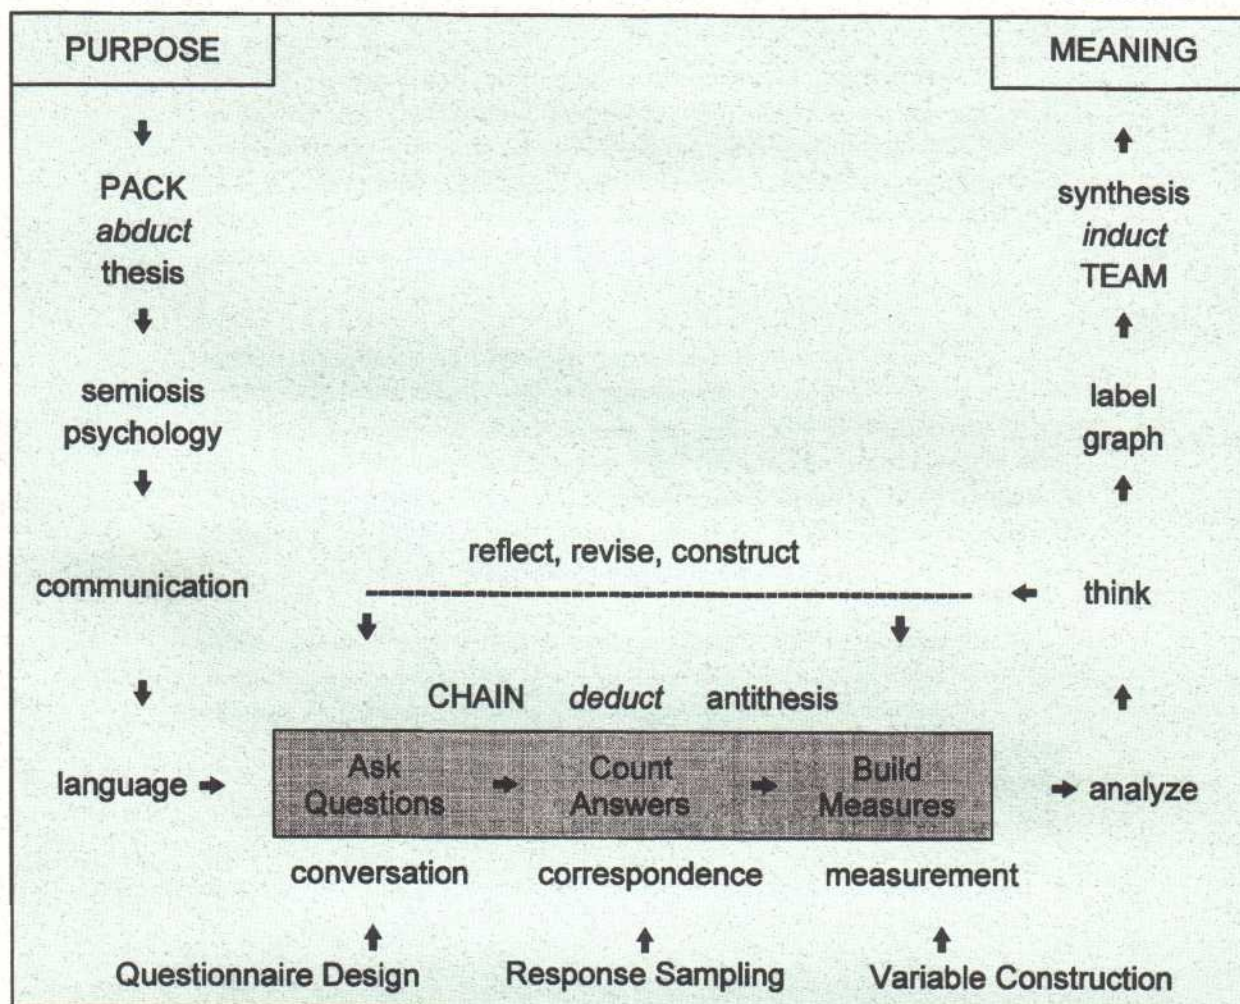 PURPOSE
MEANING
PACK
abduct
thesis
synthesis
induct
TEAM
semiosis
psychology
label
graph
communication
reflect, revise, construct
think
CHAIN deduct antithesis
language
Ask
Questions
Count
Answers
Build
Measures
analyze
conversation correspondence measurement
Questionnaire Design Response Sampling Variable Construction